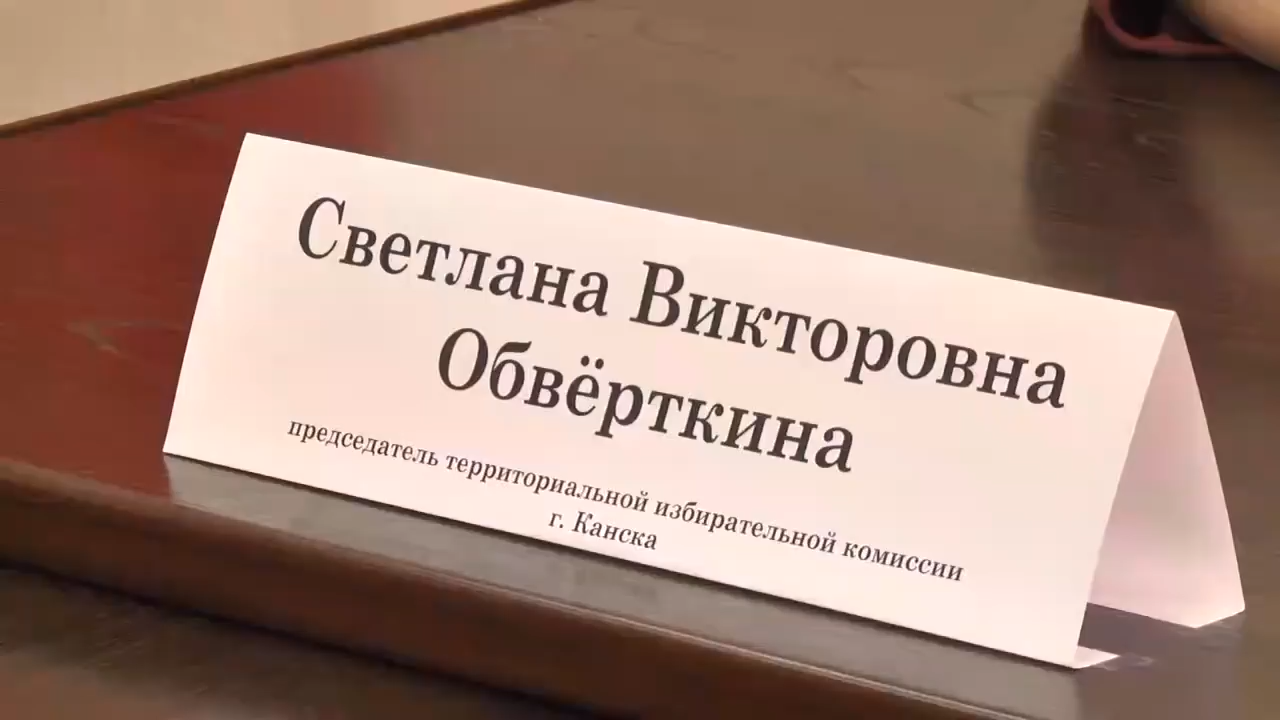 Светлана Викторовна
Обвёрткина
председатель территориальной избирательной комиссии
г. Канска